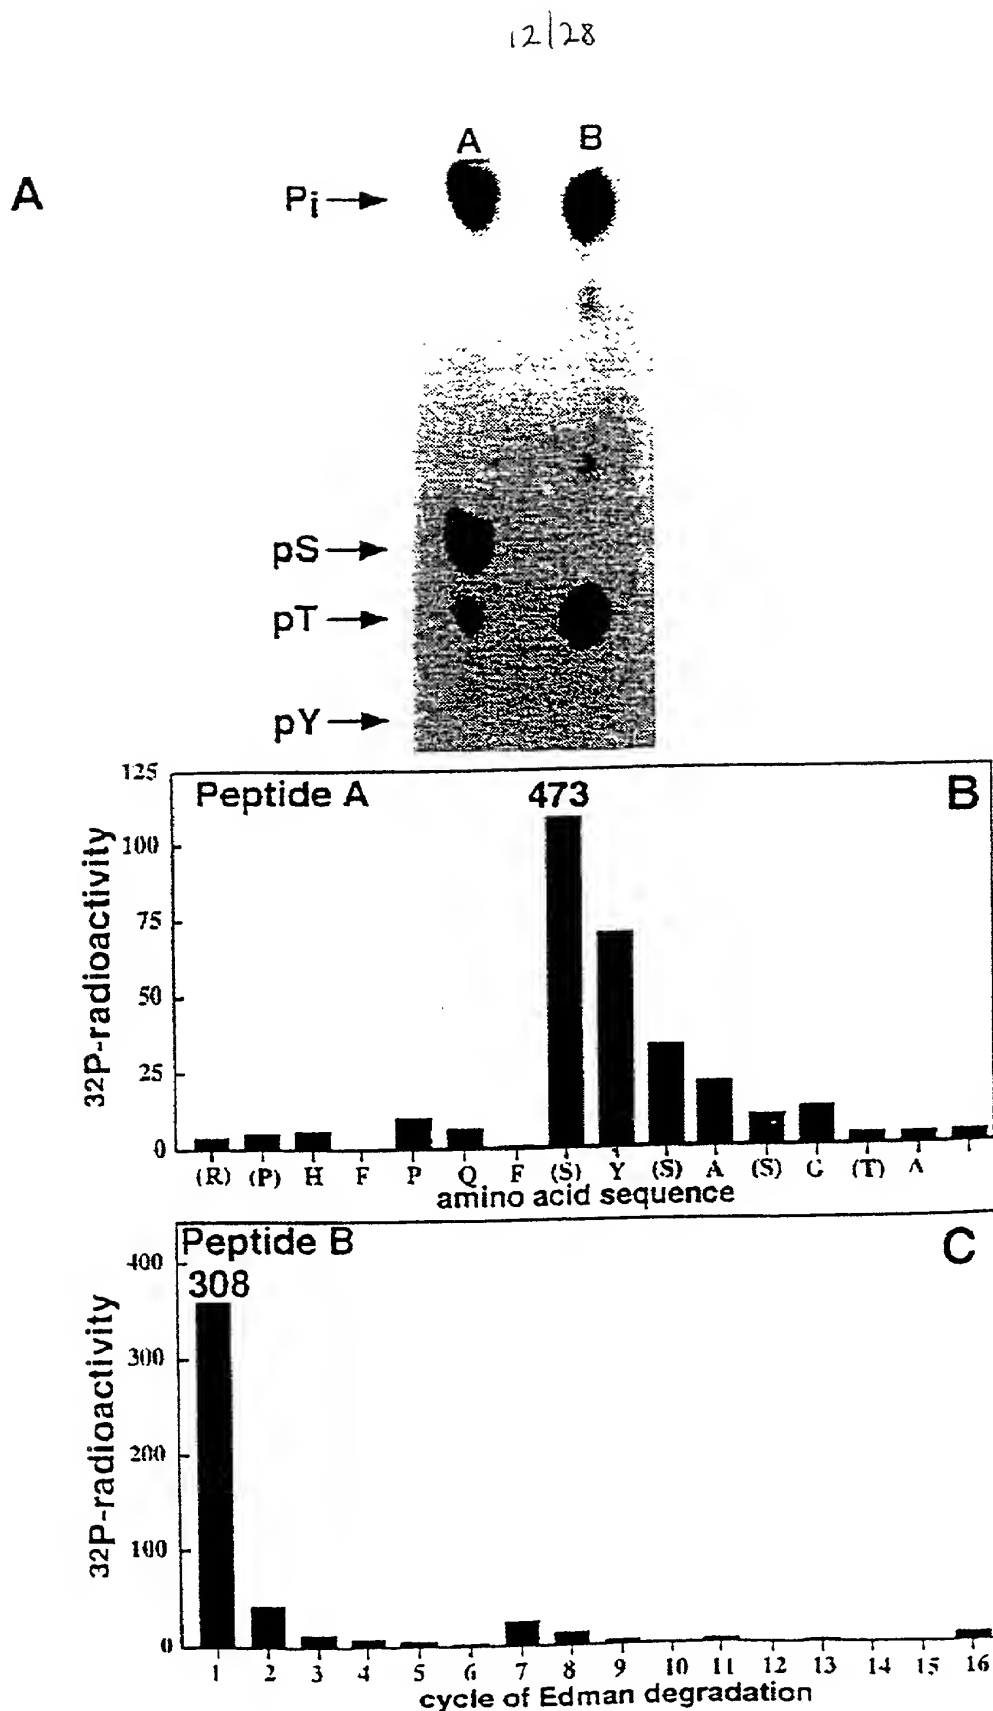 12/28
A B
A
Pi
pS
pT
pY
Peptide A 473 B
125
100
75
50
25
0
32P-radioactivity
(R) (P) H F P Q F (S) Y (S) A (S) G (T) A
amino acid sequence
Peptide B C
308
400
300
200
100
0
32P-radioactivity
1 2 3 4 5 6 7 8 9 10 11 12 13 14 15 16
cycle of Edman degradation